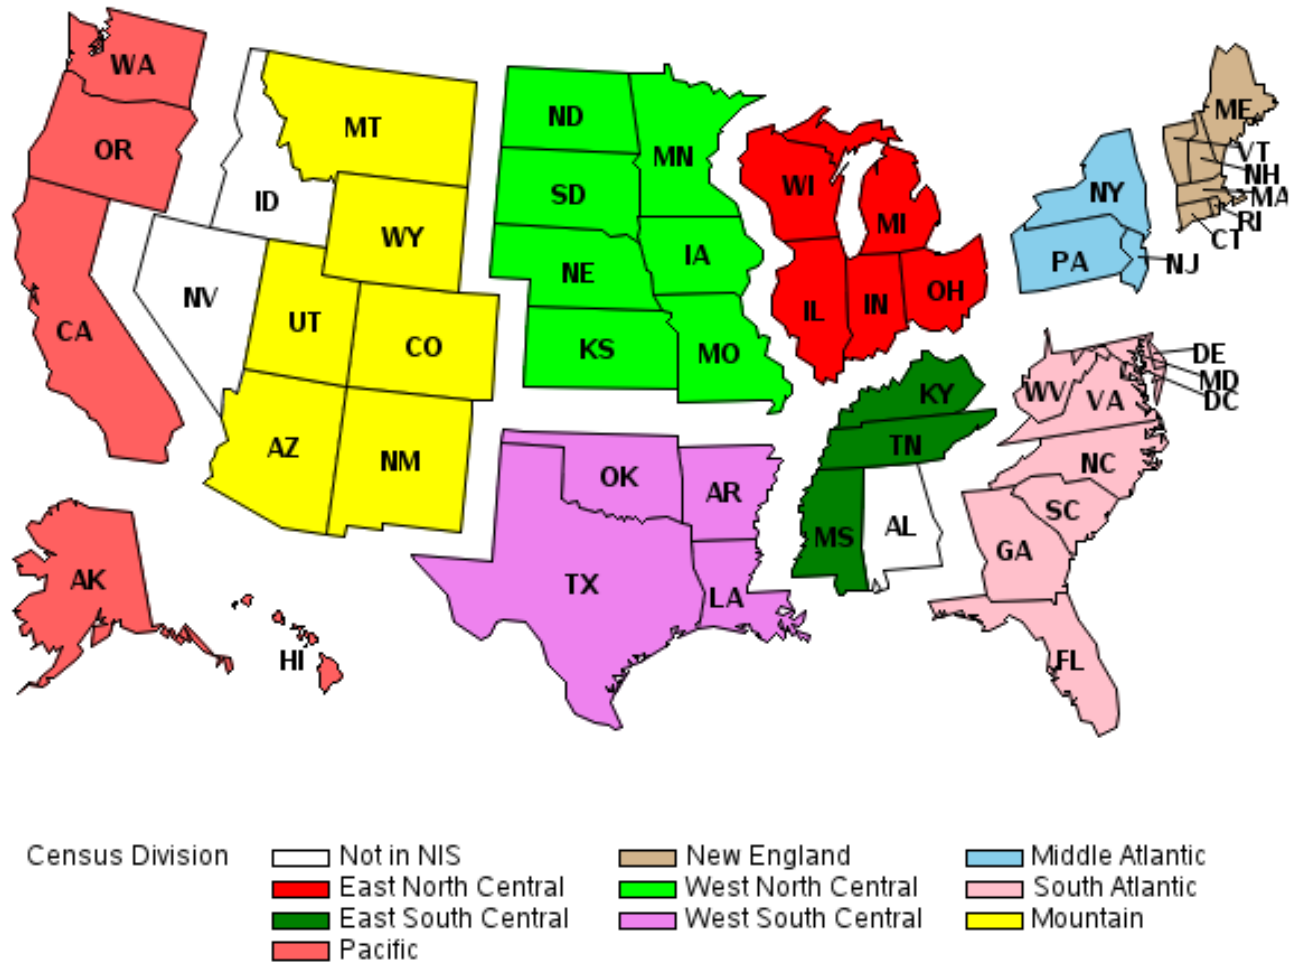 WA
ME
ND
MT
MN
VT
OR
NH
WI
SD
NY
MA
ID
RI
MI
WY
CT
IA
PA
NJ
NE
OH
NV
IN
IL
UT
CA
CO
KS
MO
DE
MD
WV
KY
VA
DC
TN
AZ
NM
NC
OK
AR
SC
AL
MS
GA
AK
TX
LA
HI
FL
Census Division
Not in NIS
New England
Middle Atlantic
East North Central
West North Central
South Atlantic
East South Central
West South Central
Mountain
Pacific